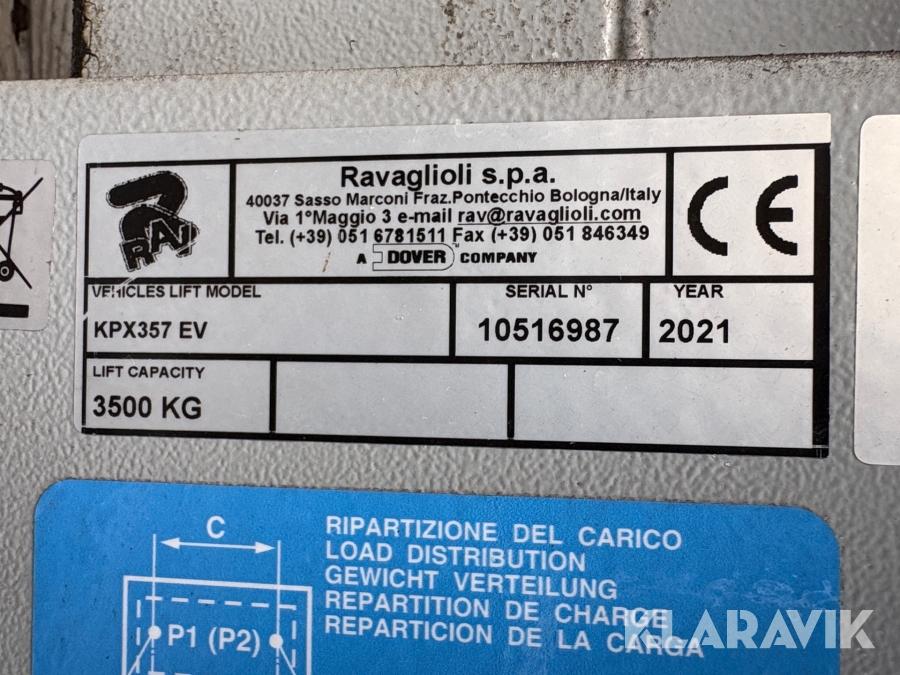 RAV
Ravaglioli s.p.a.
40037 Sasso Marconi Fraz.Pontecchio Bologna/Italy
Via 1°Maggio 3 e-mail rav@ravaglioli.com
Tel. (+39) 051 6781511 Fax (+39) 051 846349
A DOVER COMPANY
CE
VEHICLES LIFT MODEL
KPX357 EV
SERIAL N°
10516987
YEAR
2021
LIFT CAPACITY
3500 KG
C
P1 (P2)
RIPARTIZIONE DEL CARICO
LOAD DISTRIBUTION
GEWICHT VERTEILUNG
REPARTITION DE CHARGE
REPARTICION DE LA CARGA
KLARAVIK